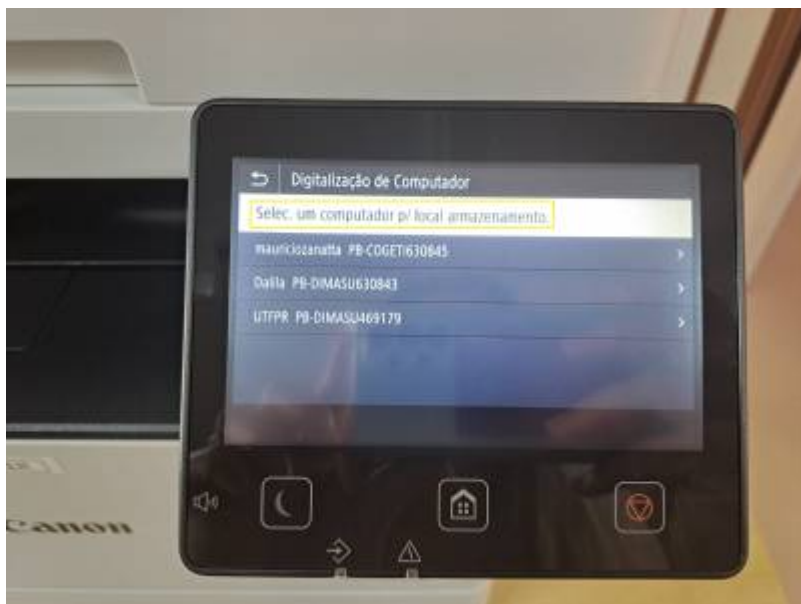 Digitalização de Computador
Selec. um computador p/ local armazenamento.
mauriciozanatta PB-COGETI630845
Dalila PB-DIMASU630843
UTFPR PB-DIMASU469179
Canon